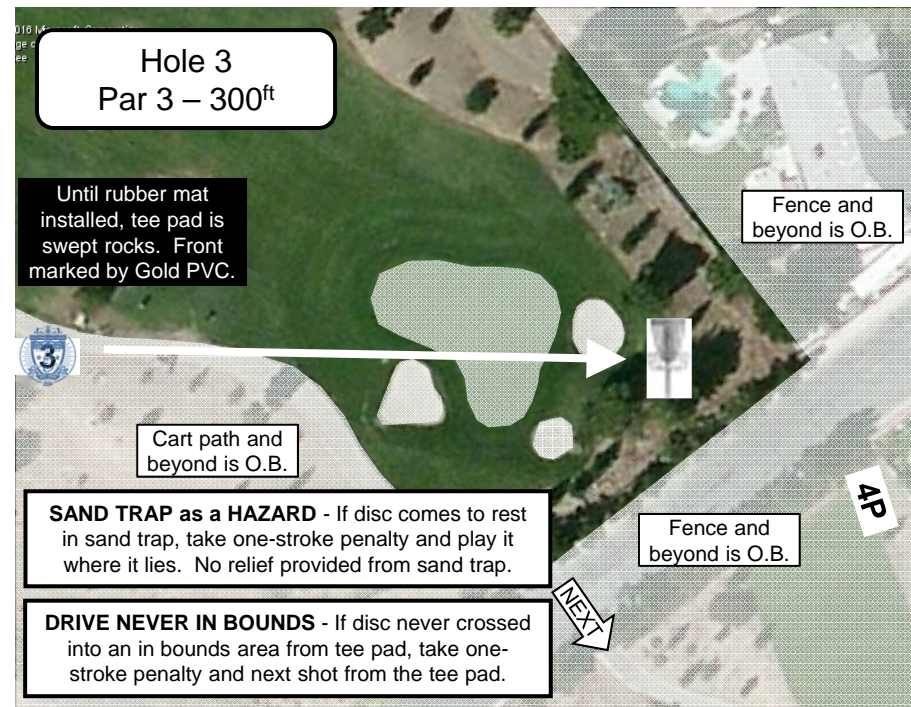 2016 Microsoft Corporation
Hole 3
Par 3 – 300ft
Until rubber mat
installed, tee pad is
swept rocks. Front
marked by Gold PVC.
Fence and
beyond is O.B.
3
Cart path and
beyond is O.B.
SAND TRAP as a HAZARD - If disc comes to rest
in sand trap, take one-stroke penalty and play it
where it lies. No relief provided from sand trap.
4P
Fence and
beyond is O.B.
NEXT
DRIVE NEVER IN BOUNDS - If disc never crossed
into an in bounds area from tee pad, take one-
stroke penalty and next shot from the tee pad.